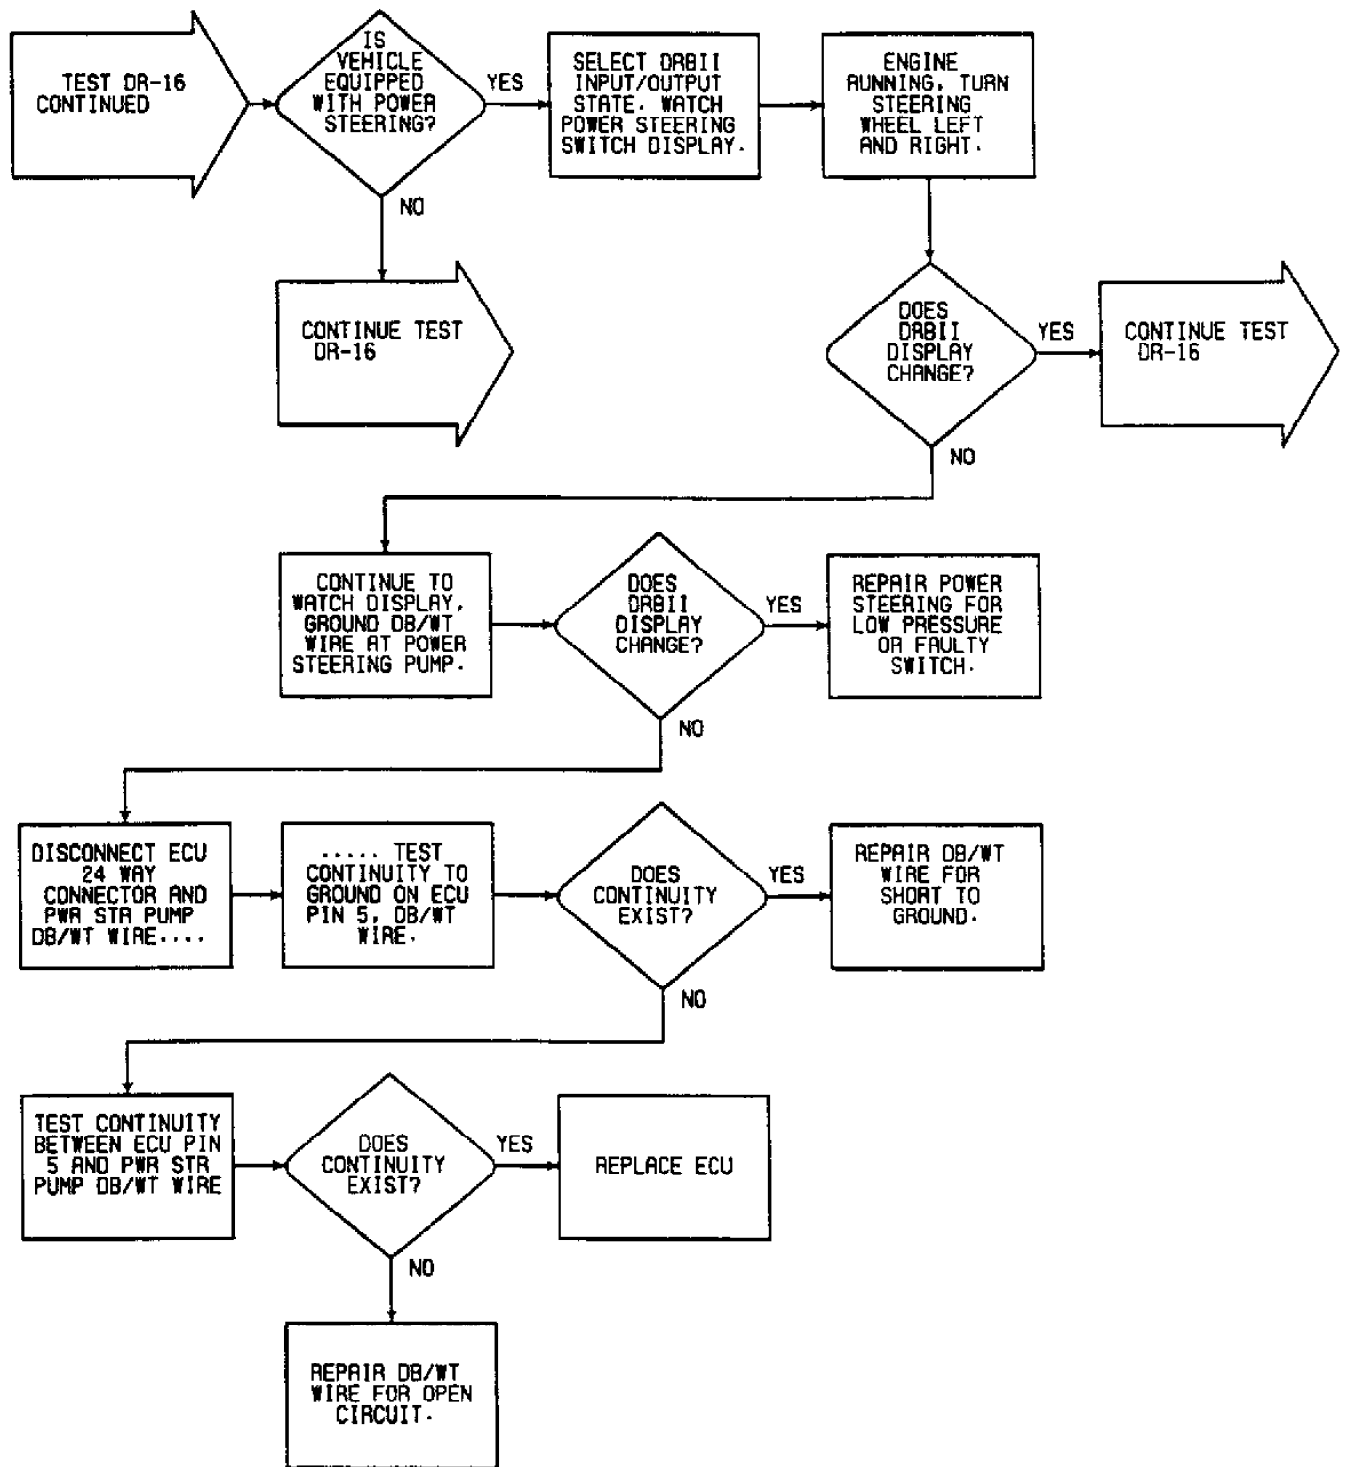 TEST DR-16
CONTINUED
IS
VEHICLE
EQUIPPED
WITH POWER
STEERING?
YES
NO
SELECT DRBII
INPUT/OUTPUT
STATE. WATCH
POWER STEERING
SWITCH DISPLAY.
ENGINE
RUNNING, TURN
STEERING
WHEEL LEFT
AND RIGHT.
CONTINUE TEST
DR-16
DOES
DRBII
DISPLAY
CHANGE?
YES
NO
CONTINUE TEST
DR-16
CONTINUE TO
WATCH DISPLAY,
GROUND DB/WT
WIRE AT POWER
STEERING PUMP.
DOES
DRBII
DISPLAY
CHANGE?
YES
NO
REPAIR POWER
STEERING FOR
LOW PRESSURE
OR FAULTY
SWITCH.
DISCONNECT ECU
24 WAY
CONNECTOR AND
PWR STR PUMP
DB/WT WIRE....
..... TEST
CONTINUITY TO
GROUND ON ECU
PIN 5, DB/WT
WIRE.
DOES
CONTINUITY
EXIST?
YES
NO
REPAIR DB/WT
WIRE FOR
SHORT TO
GROUND.
TEST CONTINUITY
BETWEEN ECU PIN
5 AND PWR STR
PUMP DB/WT WIRE
DOES
CONTINUITY
EXIST?
YES
NO
REPLACE ECU
REPAIR DB/WT
WIRE FOR OPEN
CIRCUIT.